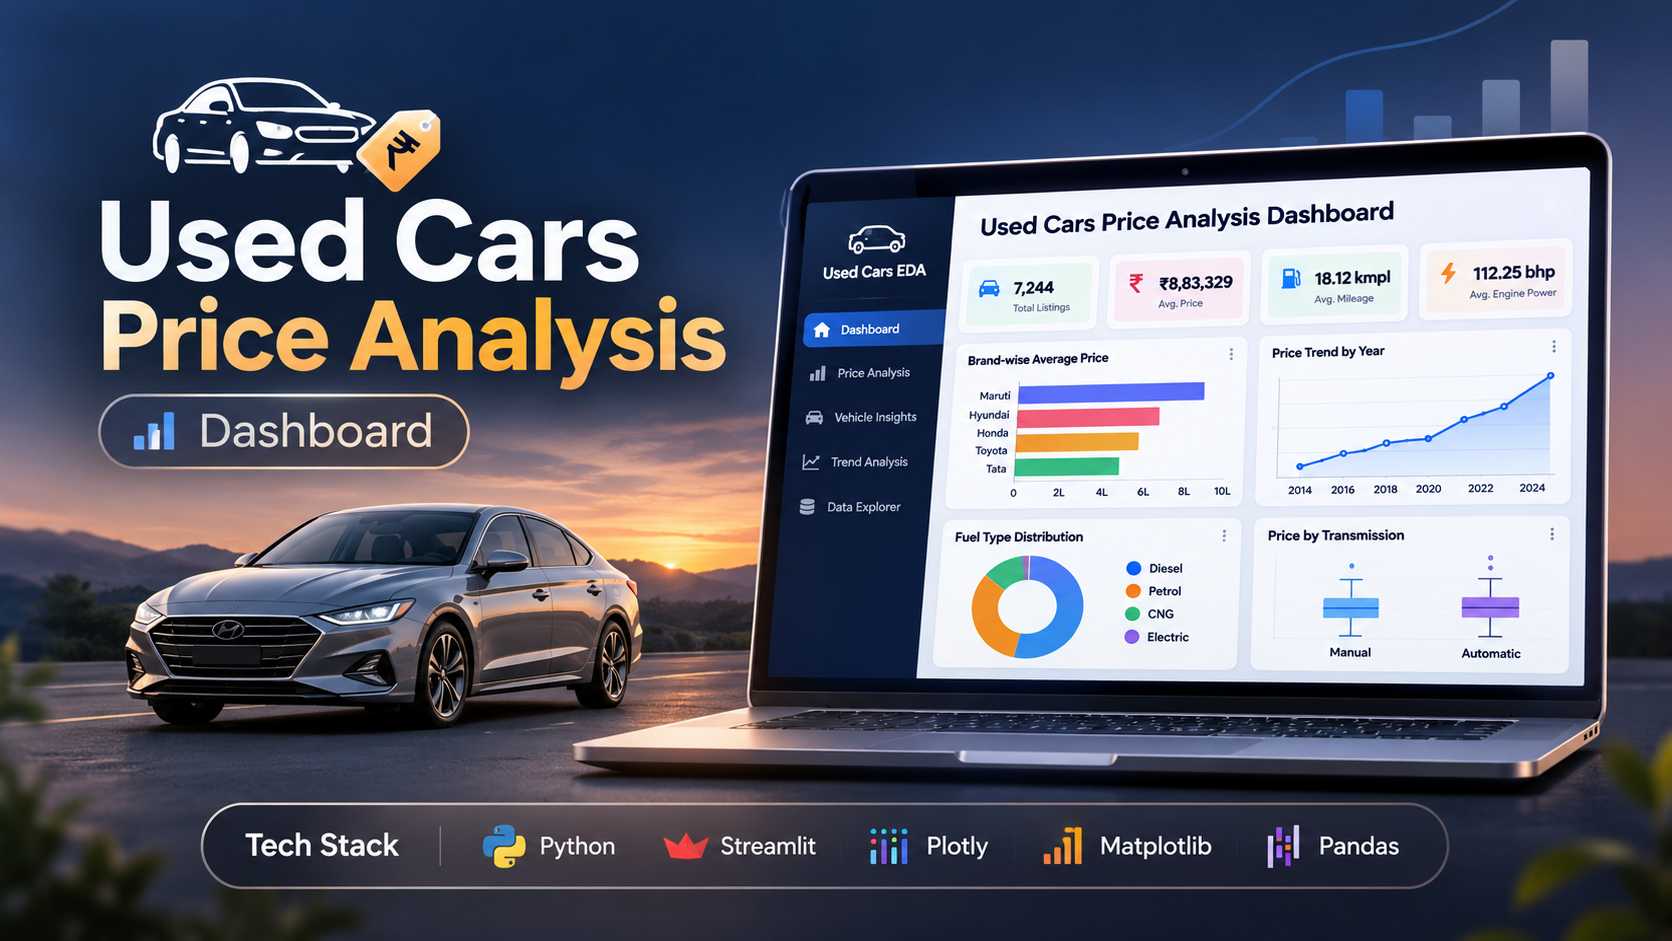 ₹
Used Cars
Price Analysis
Dashboard
Used Cars EDA
Dashboard
Price Analysis
Vehicle Insights
Trend Analysis
Data Explorer
Used Cars Price Analysis Dashboard
7,244
Total Listings
₹
₹8,83,329
Avg. Price
18.12 kmpl
Avg. Mileage
112.25 bhp
Avg. Engine Power
Brand-wise Average Price
Maruti
Hyundai
Honda
Toyota
Tata
0 2L 4L 6L 8L 10L
Price Trend by Year
2014 2016 2018 2020 2022 2024
Fuel Type Distribution
Diesel
Petrol
CNG
Electric
Price by Transmission
Manual Automatic
Tech Stack Python Streamlit Plotly Matplotlib Pandas